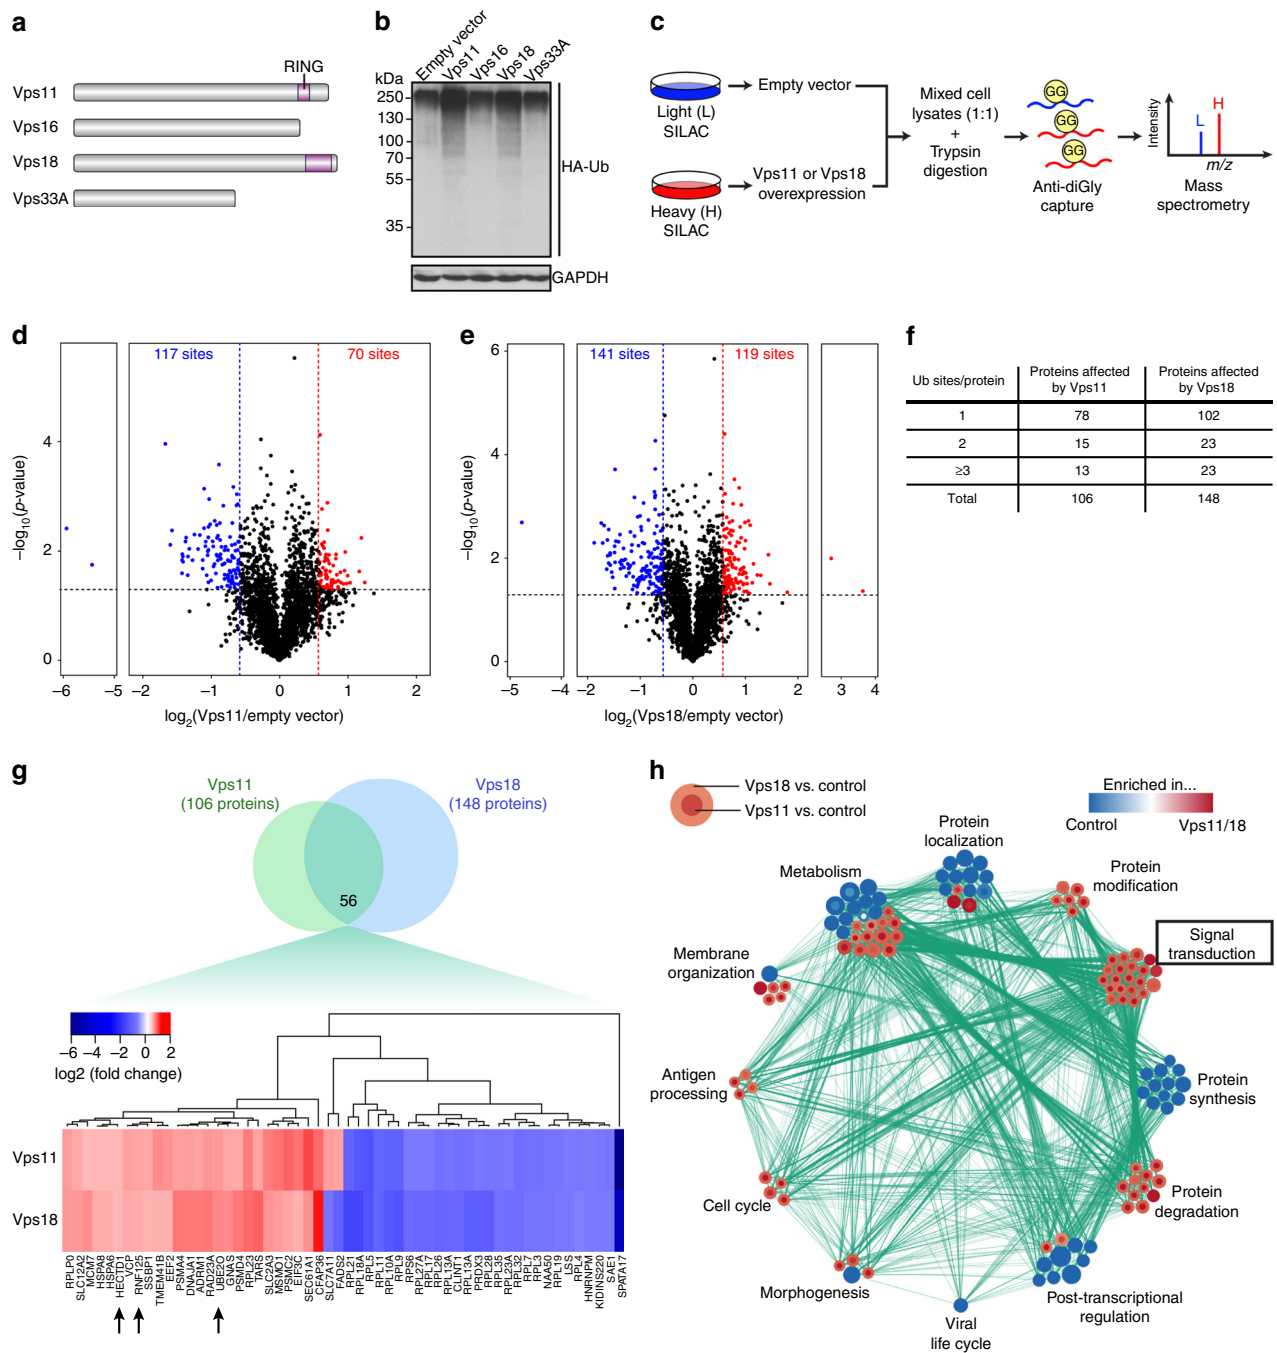 a
RING
Vps11
Vps16
Vps18
Vps33A
b
Empty vector
Vps11
Vps16
Vps18
Vps33A
kDa
250
130
100
70
55
35
HA-Ub
GAPDH
c
Light (L)
SILAC
Empty vector
Heavy (H)
SILAC
Vps11 or Vps18
overexpression
Mixed cell
lysates (1:1)
+
Trypsin
digestion
GG
GG
GG
Anti-diGly
capture
Intensity
L
H
m/z
Mass
spectrometry
d
117 sites
70 sites
–log10(p-value)
4
2
0
–6
–5
–2
–1
0
1
2
log2(Vps11/empty vector)
e
141 sites
119 sites
–log10(p-value)
6
4
2
0
–5
–4
–2
–1
0
1
2
3
4
log2(Vps18/empty vector)
f
Ub sites/protein
Proteins affected
by Vps11
Proteins affected
by Vps18
1 78 102
2 15 23
≥3 13 23
Total 106 148
g
Vps11
(106 proteins)
Vps18
(148 proteins)
56
–6 –4 –2 0 2
log2 (fold change)
Vps11
Vps18
RPLP0
SLC12A2
MCM7
HSPA8
HSPA6
HECTD1
VCP
RNF125
SSBP1
TMEM41B
EEF2
PSMA4
DNAJA1
ADRM1
RAD23A
UBE2O
GNAS
PSMD4
RPL23
TARS
SLC2A3
MSMO1
PSMC2
EIF3C
SEC61A1
CFAP36
SLC7A11
FADS2
RPL21
RPL18A
RPL5
RPL11
RPL10A
RPL9
RPS6
RPL27A
RPL17
RPL26
RPL13A
CLINT1
RPL13A
PRDX3
RPL28
RPL35
RPL23A
RPL32
RPL7
RPL3
NAA50
RPL19
LSS
RPL4
HNRNPM
KIDINS220
SAE1
SPATA17
h
Vps18 vs. control
Vps11 vs. control
Enriched in...
Control
Vps11/18
Protein
localization
Metabolism
Protein
modification
Signal
transduction
Membrane
organization
Antigen
processing
Protein
synthesis
Cell cycle
Protein
degradation
Morphogenesis
Viral
life cycle
Post-transcriptional
regulation